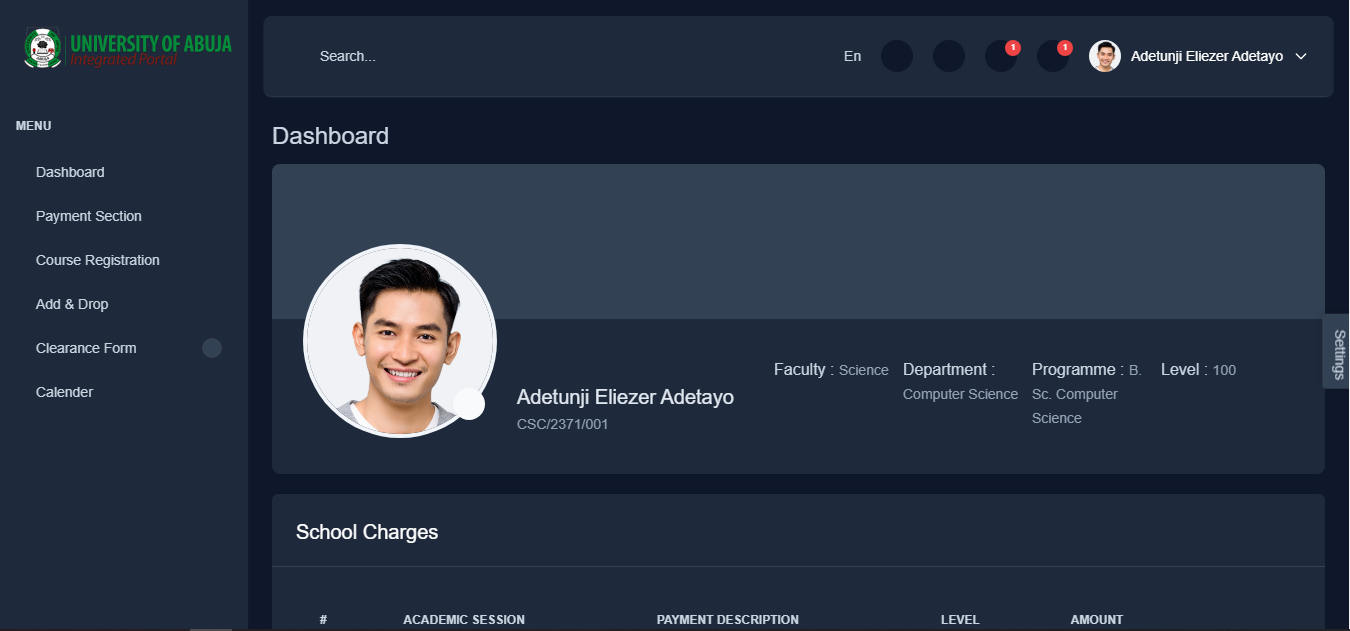 UNIVERSITY OF ABUJA
Integrated Portal
Search...
En
1
1
Adetunji Eliezer Adetayo
MENU
Dashboard
Payment Section
Course Registration
Add & Drop
Clearance Form
Calender
Dashboard
Adetunji Eliezer Adetayo
CSC/2371/001
Faculty : Science
Department :
Computer Science
Programme : B.
Sc. Computer
Science
Level : 100
Settings
School Charges
# ACADEMIC SESSION PAYMENT DESCRIPTION LEVEL AMOUNT